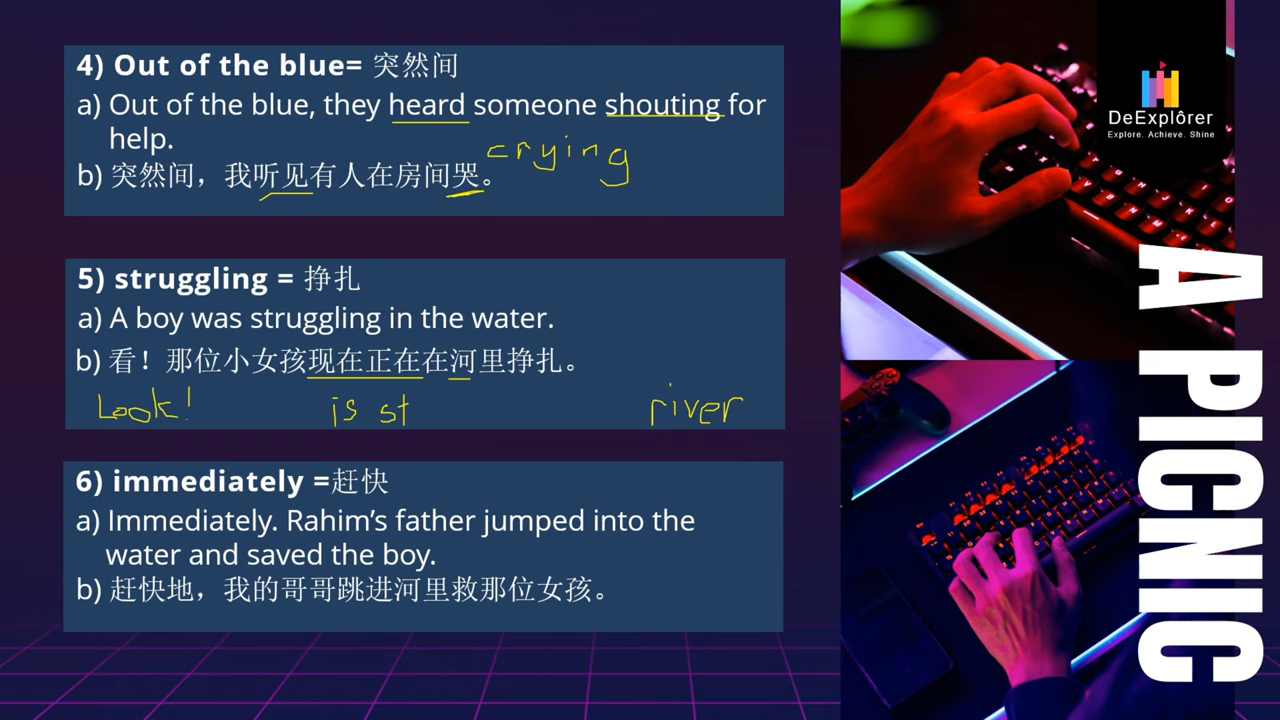 4) Out of the blue= 突然间
a) Out of the blue, they heard someone shouting for
help.
crying
b) 突然间，我听见有人在房间哭。
5) struggling = 挣扎
a) A boy was struggling in the water.
b) 看！那位小女孩现在正在在河里挣扎。
Look! is st river
6) immediately =赶快
a) Immediately. Rahim’s father jumped into the
water and saved the boy.
b) 赶快地，我的哥哥跳进河里救那位女孩。
DeExplôrer
Explore. Achieve. Shine
A PICNIC